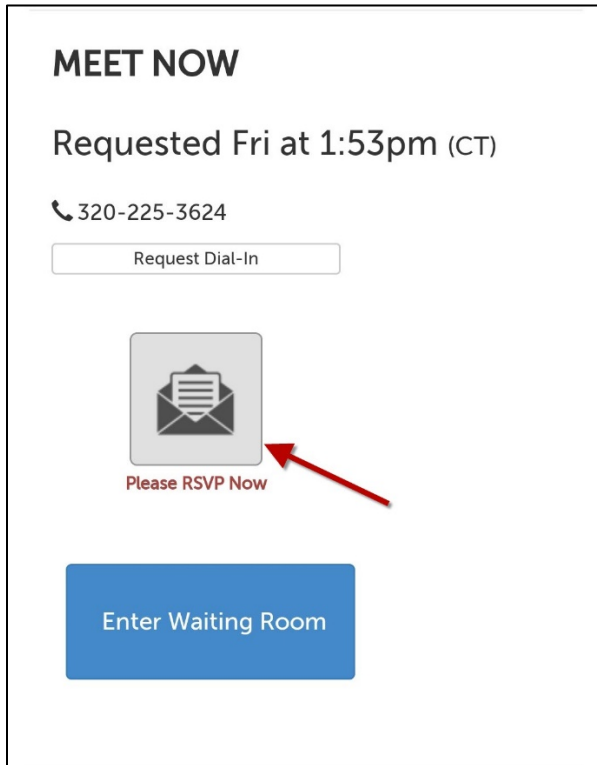 MEET NOW
Requested Fri at 1:53pm (CT)
320-225-3624
Request Dial-In
Please RSVP Now
Enter Waiting Room